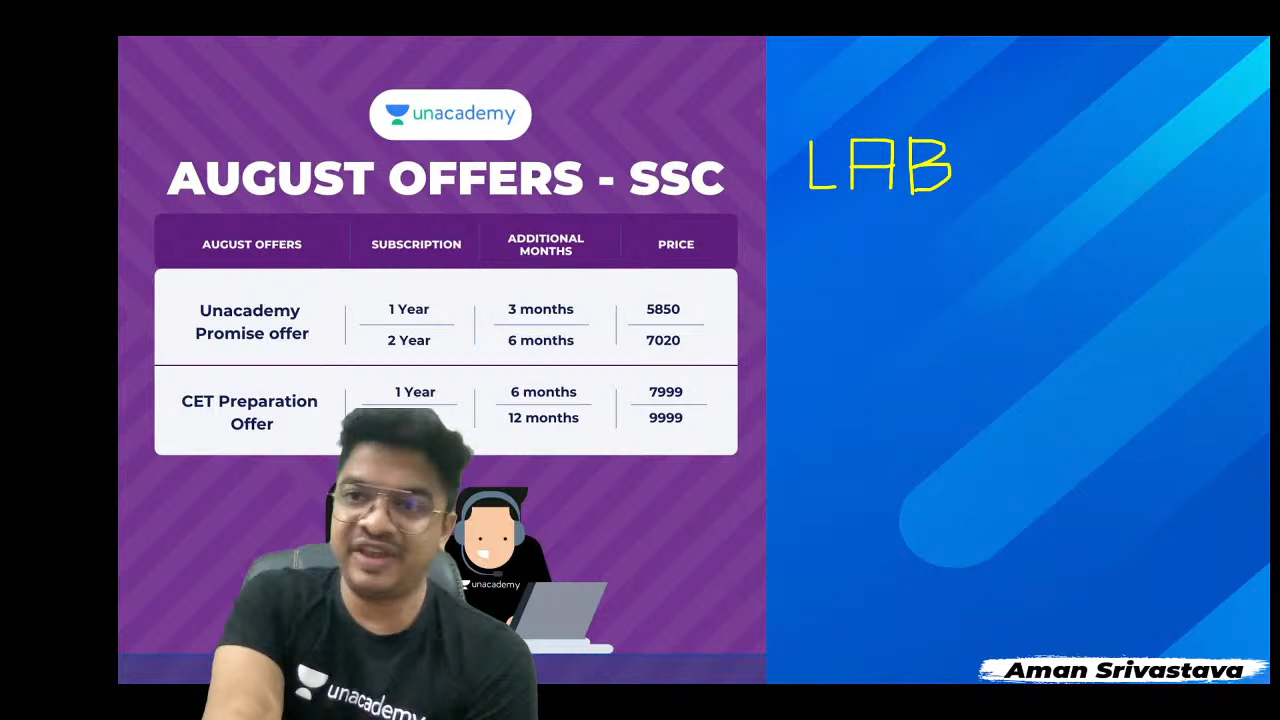 unacademy
AUGUST OFFERS - SSC
AUGUST OFFERS SUBSCRIPTION ADDITIONAL MONTHS PRICE
Unacademy Promise offer
1 Year 3 months 5850
2 Year 6 months 7020
CET Preparation Offer
1 Year 6 months 7999
12 months 9999
LAB
unacademy
unacademy
Aman Srivastava